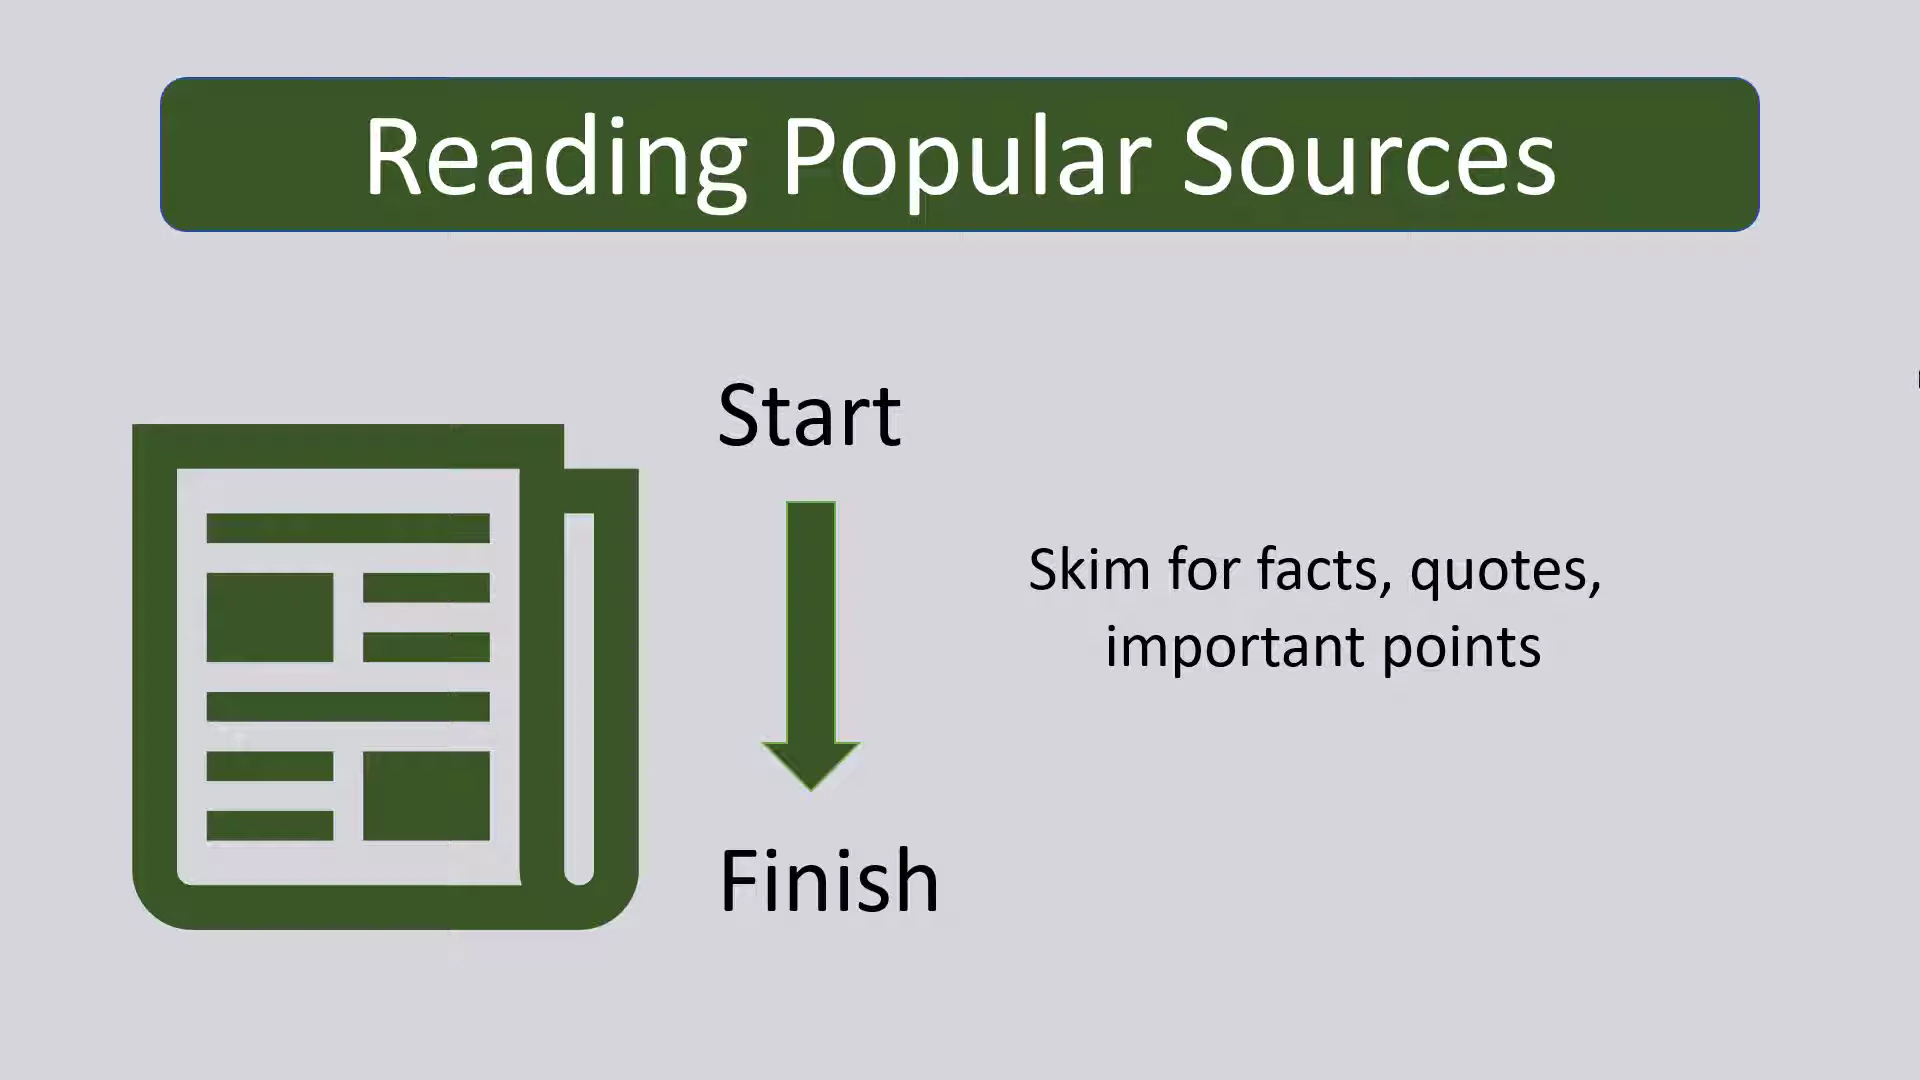 Reading Popular Sources
Start
Skim for facts, quotes,
important points
Finish